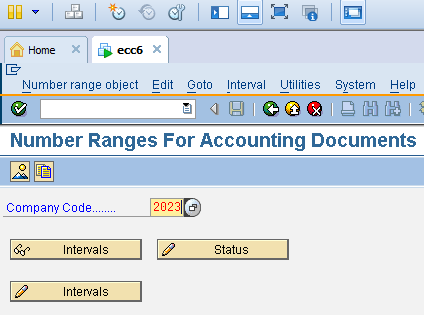 Home
ecc6
Number range object Edit Goto Interval Utilities System Help
Number Ranges For Accounting Documents
Company Code........ 2023
Intervals Status
Intervals